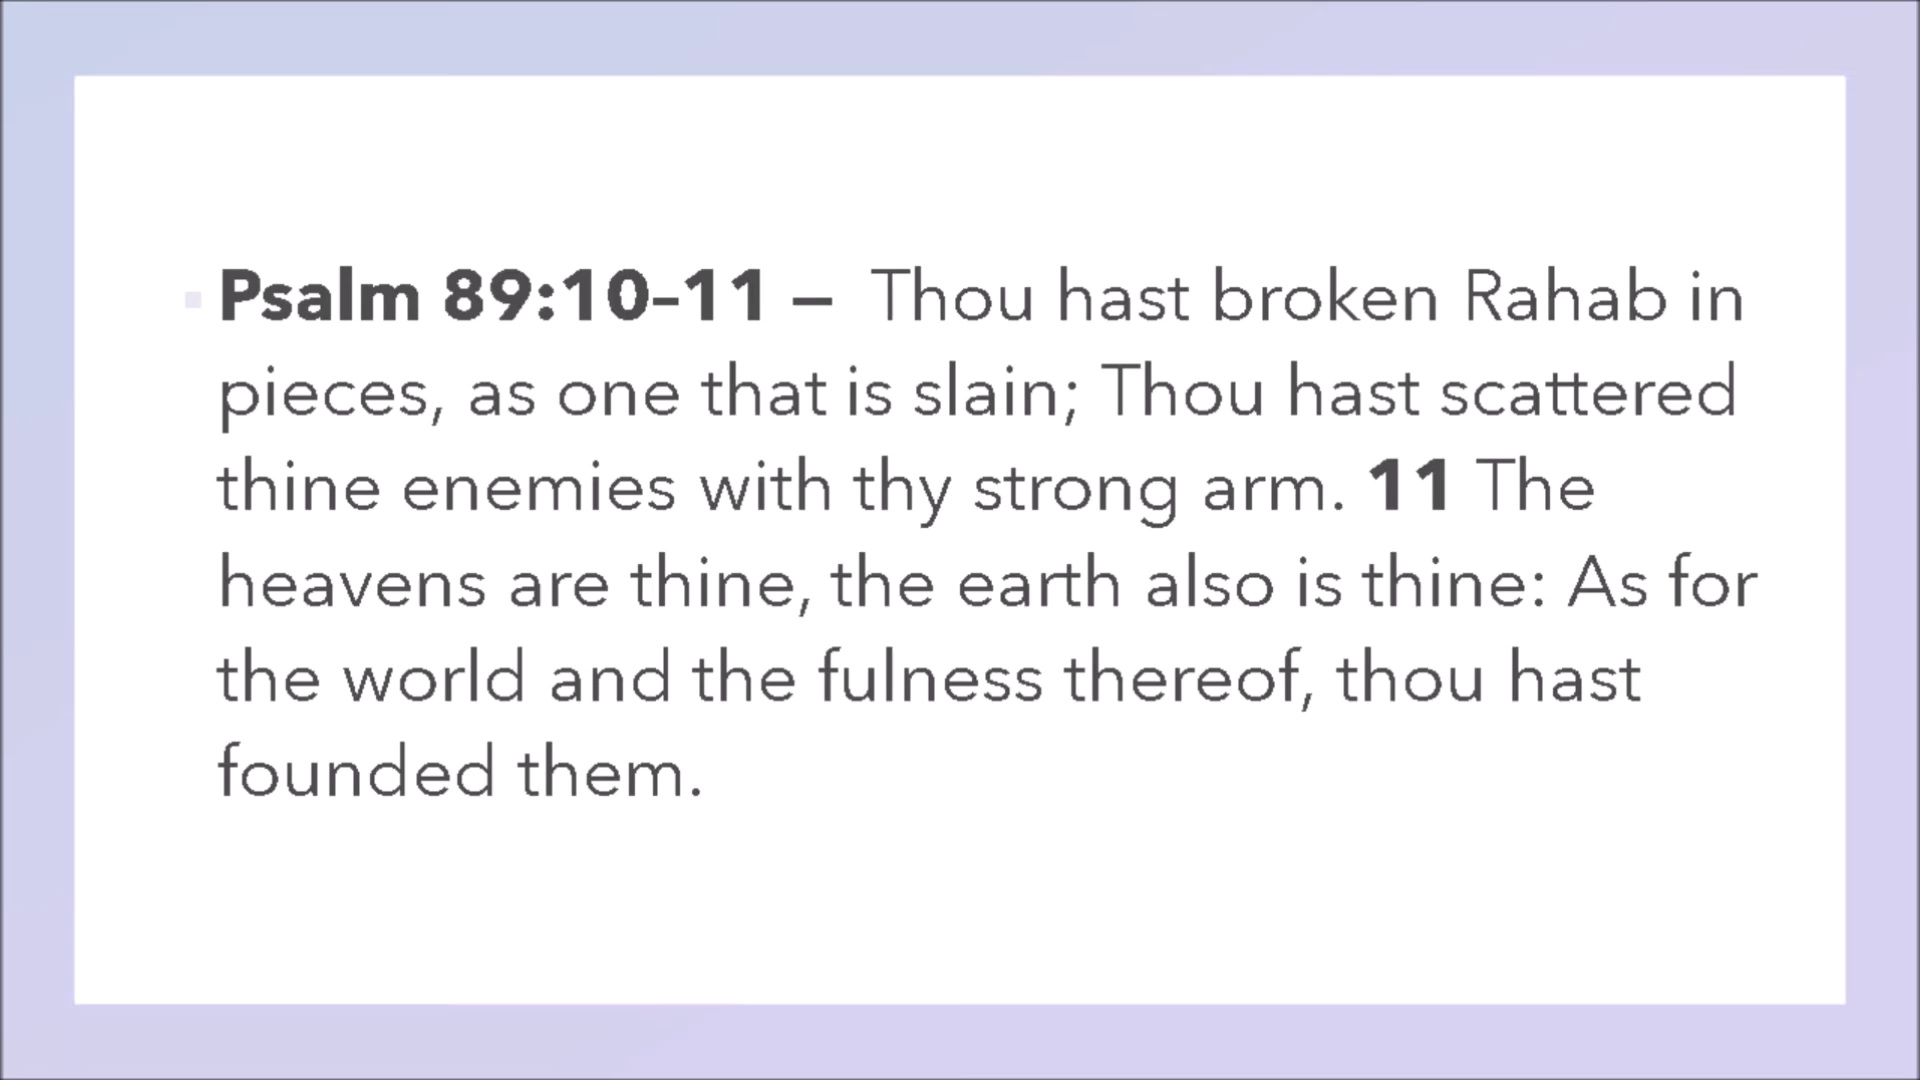 Psalm 89:10–11 – Thou hast broken Rahab in
pieces, as one that is slain; Thou hast scattered
thine enemies with thy strong arm. 11 The
heavens are thine, the earth also is thine: As for
the world and the fulness thereof, thou hast
founded them.